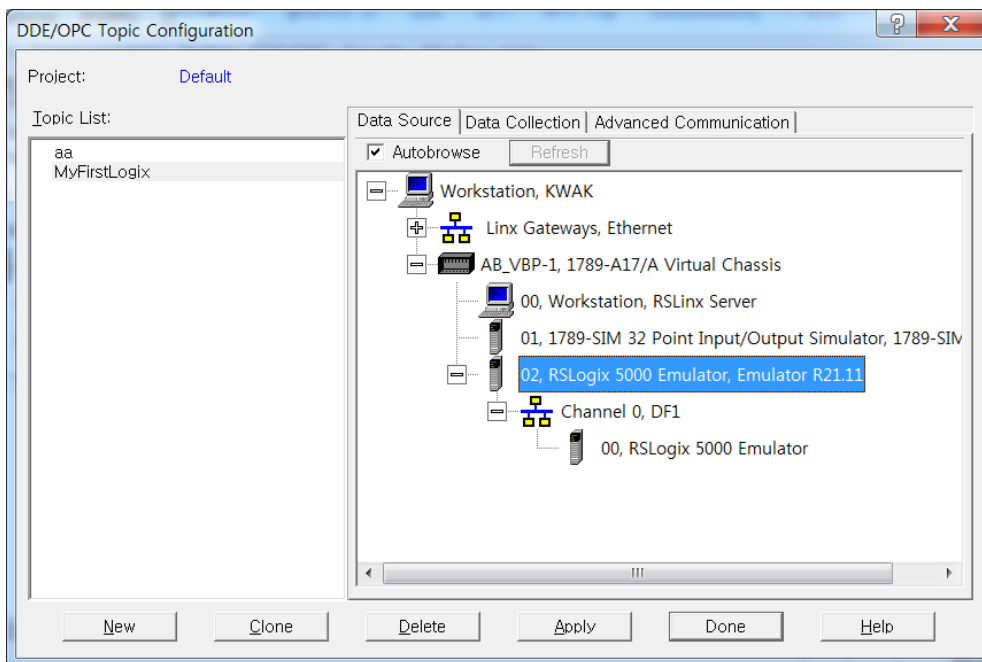 DDE/OPC Topic Configuration
Project: Default
Topic List:
aa
MyFirstLogix
Data Source Data Collection Advanced Communication
Autobrowse Refresh
Workstation, KWAK
Linx Gateways, Ethernet
AB_VBP-1, 1789-A17/A Virtual Chassis
00, Workstation, RSLinx Server
01, 1789-SIM 32 Point Input/Output Simulator, 1789-SIM
02, RSLogix 5000 Emulator, Emulator R21.11
Channel 0, DF1
00, RSLogix 5000 Emulator
New Clone Delete Apply Done Help